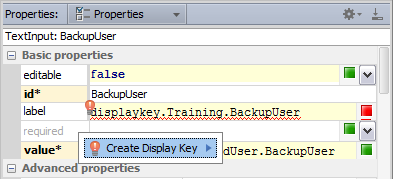 Properties: Properties
TextInput: BackupUser
Basic properties
editable false
id* BackupUser
label displaykey.Training.BackupUser
required
Create Display Key
value* dUser.BackupUser
Advanced properties